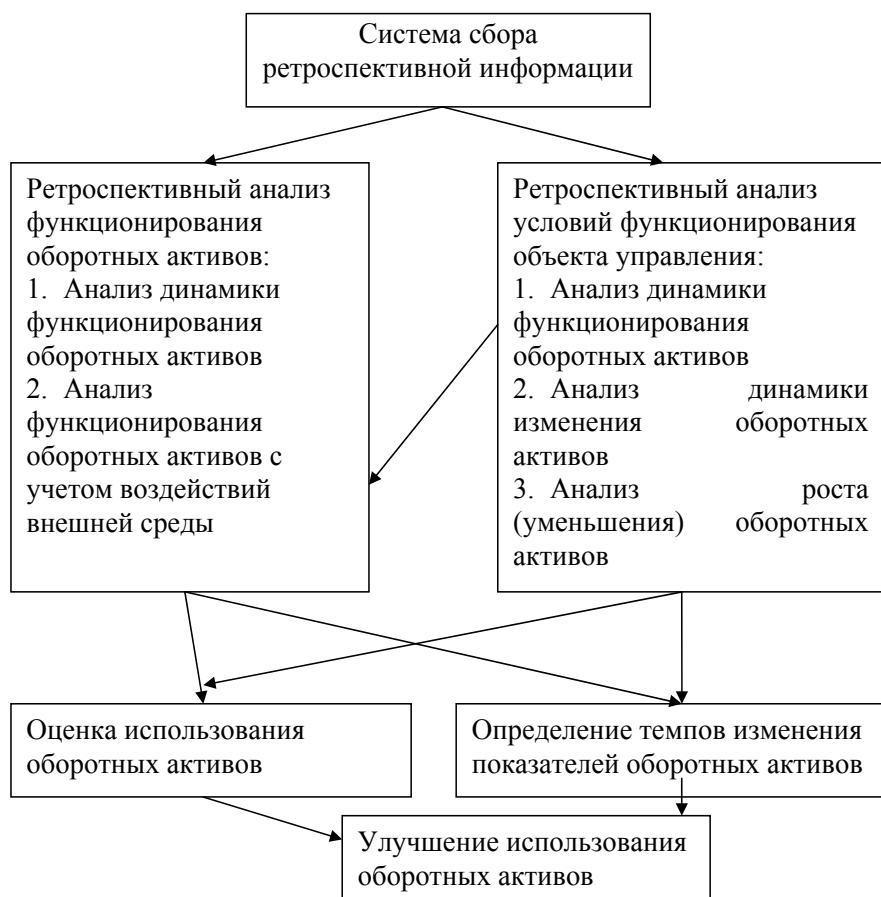 Система сбора
ретроспективной информации
Ретроспективный анализ
функционирования
оборотных активов:
1. Анализ динамики
функционирования
оборотных активов
2. Анализ
функционирования
оборотных активов с
учетом воздействий
внешней среды
Ретроспективный анализ
условий функционирования
объекта управления:
1. Анализ динамики
функционирования
оборотных активов
2. Анализ динамики
изменения оборотных
активов
3. Анализ роста
(уменьшения) оборотных
активов
Оценка использования
оборотных активов
Определение темпов изменения
показателей оборотных активов
Улучшение использования
оборотных активов